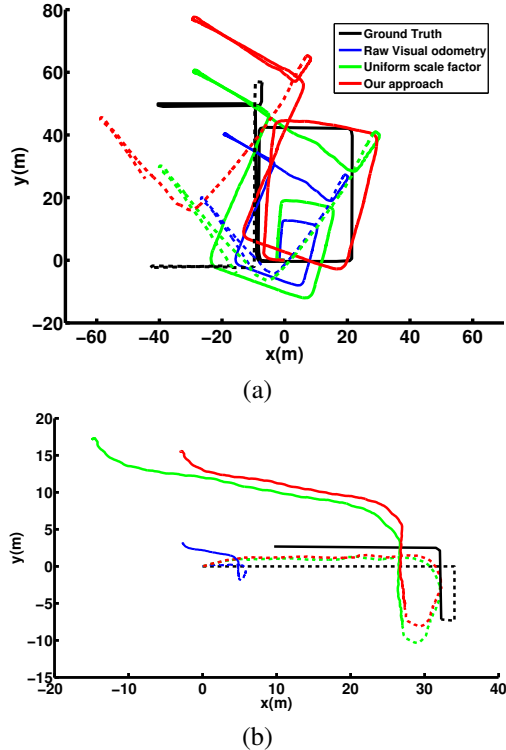 80
60
40
20
0
−20
y(m)
Ground Truth
Raw Visual odometry
Uniform scale factor
Our approach
−60 −40 −20 0 20 40 60
x(m)
(a)
20
15
10
5
0
−5
−10
−15
y(m)
−20 −10 0 10 20 30 40
x(m)
(b)